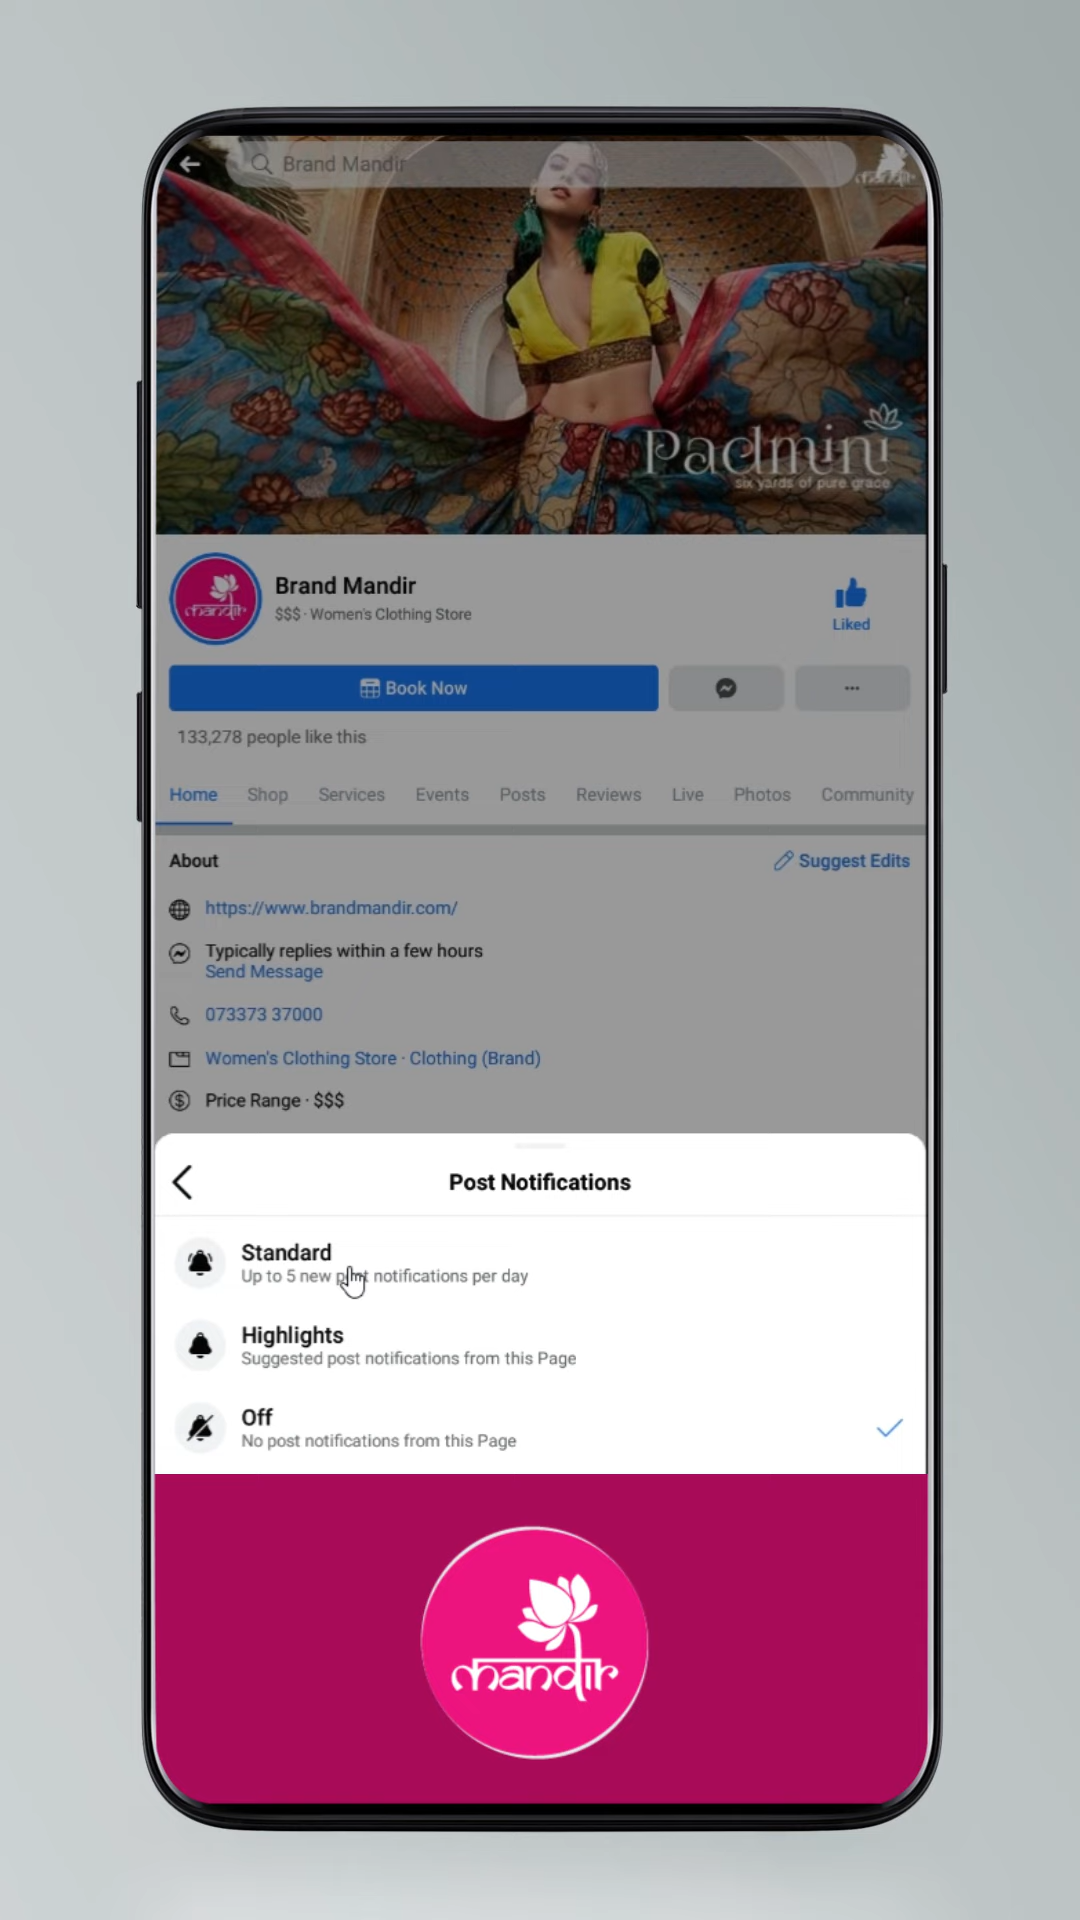 Brand Mandir
mandir
Padmini
six yards of pure grace
mandir
Brand Mandir
$$$ · Women's Clothing Store
Liked
Book Now
133,278 people like this
Home Shop Services Events Posts Reviews Live Photos Community
About
Suggest Edits
https://www.brandmandir.com/
Typically replies within a few hours
Send Message
073373 37000
Women's Clothing Store · Clothing (Brand)
Price Range · $$$
Post Notifications
Standard
Up to 5 new post notifications per day
Highlights
Suggested post notifications from this Page
Off
No post notifications from this Page
mandir